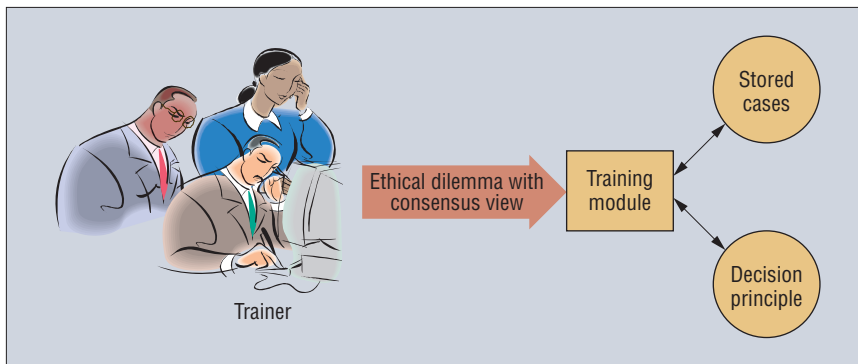 Trainer
Ethical dilemma with
consensus view
Training
module
Stored
cases
Decision
principle